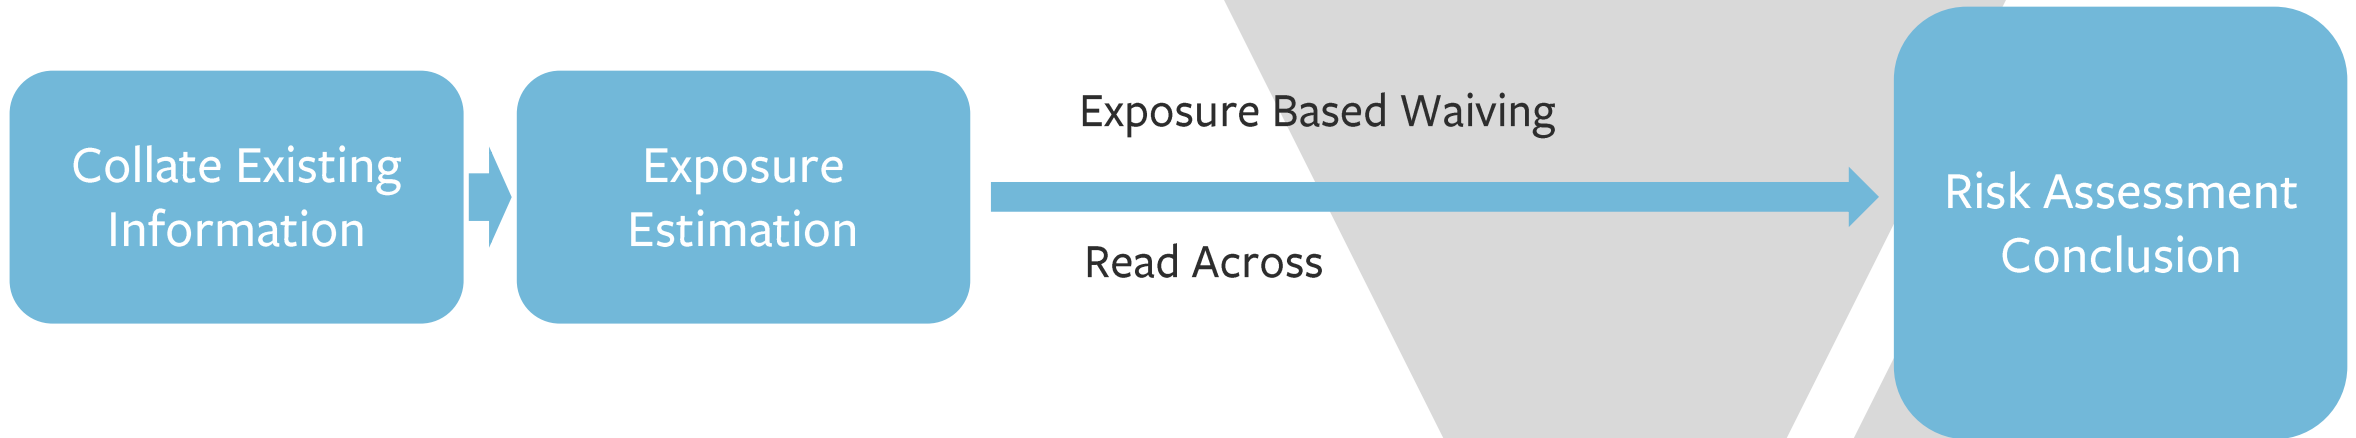 Collate Existing
Information
Exposure
Estimation
Exposure Based Waiving
Read Across
Risk Assessment
Conclusion